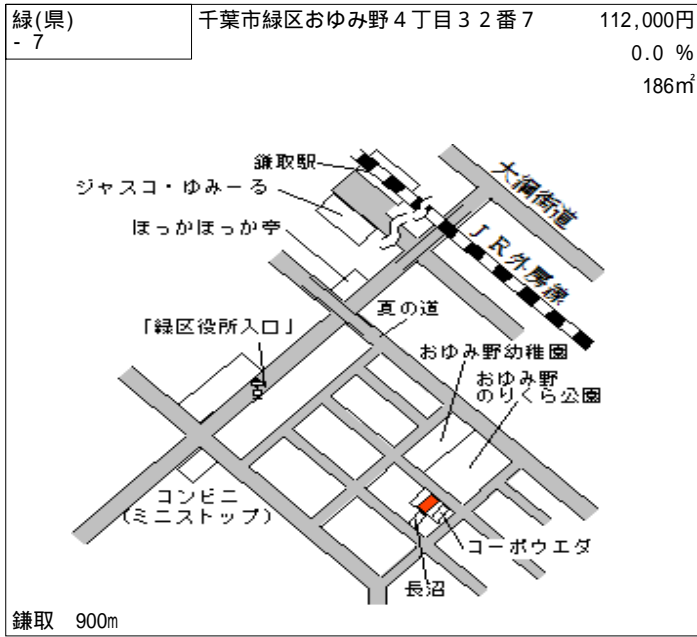 緑(県)
- 7
千葉市緑区おゆみ野４丁目３２番７
112,000円
0.0 %
186㎡
鎌取駅
大網街道
ジャスコ・ゆみーる
ほっかほっか亭
ＪＲ外房線
真の道
「緑区役所入口」
おゆみ野幼稚園
おゆみ野
のりくら公園
コンビニ
(ミニストップ)
コーポウエダ
長沼
鎌取 900m